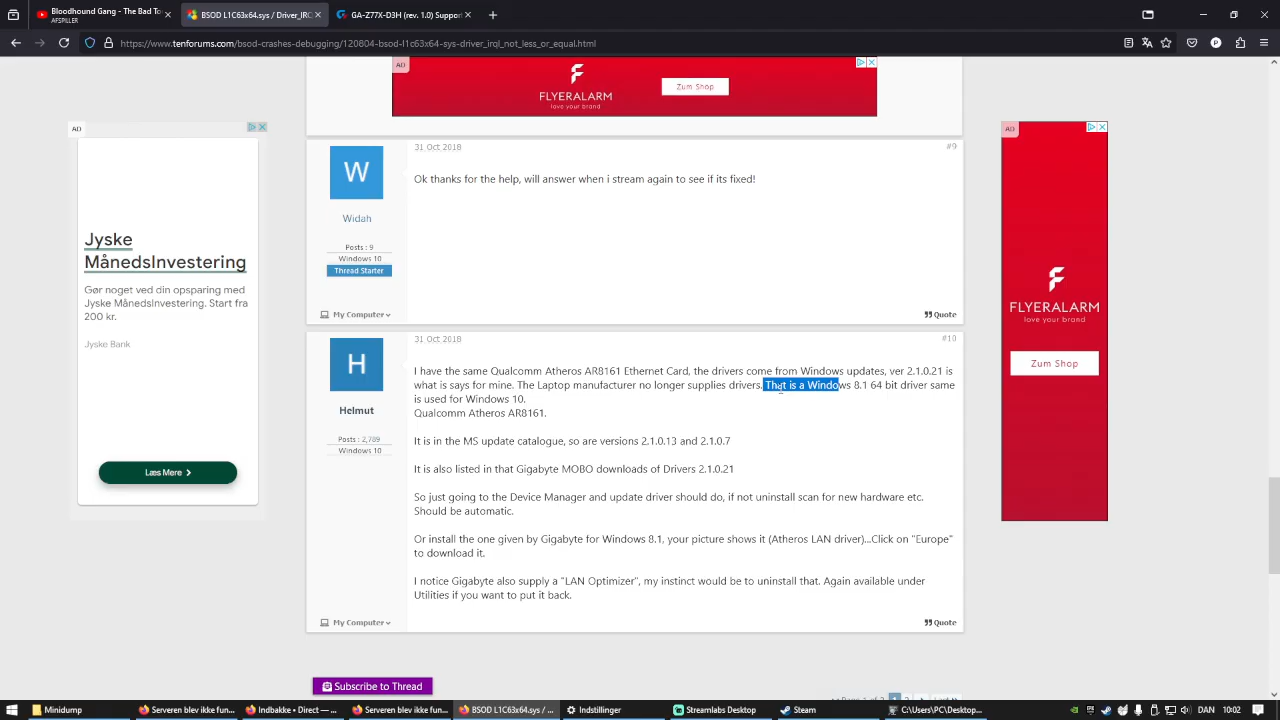 Bloodhound Gang - The Bad To
AFSPILLER
BSOD L1C63x64.sys / Driver_IRC
GA-Z77X-D3H (rev. 1.0) Suppo
https://www.tenforums.com/bsod-crashes-debugging/120804-bsod-l1c63x64-sys-driver_irql_not_less_or_equal.html
AD
FLYERALARM
love your brand
Zum Shop
AD
Jyske
MånedsInvestering
Gør noget ved din opsparing med
Jyske MånedsInvestering. Start fra
200 kr.
Jyske Bank
Læs Mere
31 Oct 2018
#9
W
Widah
Posts : 9
Windows 10
Thread Starter
My Computer
Ok thanks for the help, will answer when i stream again to see if its fixed!
Quote
31 Oct 2018
#10
H
Helmut
Posts : 2,789
Windows 10
My Computer
I have the same Qualcomm Atheros AR8161 Ethernet Card, the drivers come from Windows updates, ver 2.1.0.21 is
what is says for mine. The Laptop manufacturer no longer supplies drivers. That is a Windows 8.1 64 bit driver same
is used for Windows 10.
Qualcomm Atheros AR8161.
It is in the MS update catalogue, so are versions 2.1.0.13 and 2.1.0.7
It is also listed in that Gigabyte MOBO downloads of Drivers 2.1.0.21
So just going to the Device Manager and update driver should do, if not uninstall scan for new hardware etc.
Should be automatic.
Or install the one given by Gigabyte for Windows 8.1, your picture shows it (Atheros LAN driver)...Click on "Europe"
to download it.
I notice Gigabyte also supply a "LAN Optimizer", my instinct would be to uninstall that. Again available under
Utilities if you want to put it back.
Quote
AD
FLYERALARM
love your brand
Zum Shop
Subscribe to Thread
Minidump
Serveren blev ikke fun...
Indbakke • Direct — ...
Serveren blev ikke fun...
BSOD L1C63x64.sys / ...
Indstillinger
Streamlabs Desktop
Steam
C:\Users\PC\Desktop...
DAN
10:02